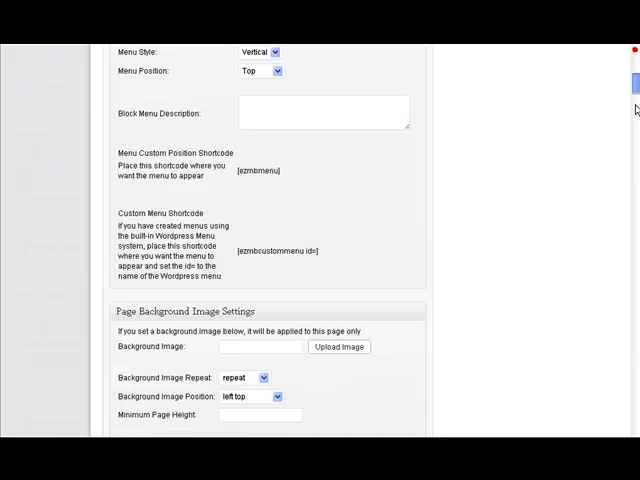 Menu Style: Vertical
Menu Position: Top
Block Menu Description:
Menu Custom Position Shortcode
Place this shortcode where you
want the menu to appear
[ezmbmenu]
Custom Menu Shortcode
If you have created menus using
the built-in Wordpress Menu
system, place this shortcode
where you want the menu to
appear and set the id= to the
name of the Wordpress menu
[ezmbcustommenu id=]
Page Background Image Settings
If you set a background image below, it will be applied to this page only
Background Image: Upload Image
Background Image Repeat: repeat
Background Image Position: left top
Minimum Page Height: